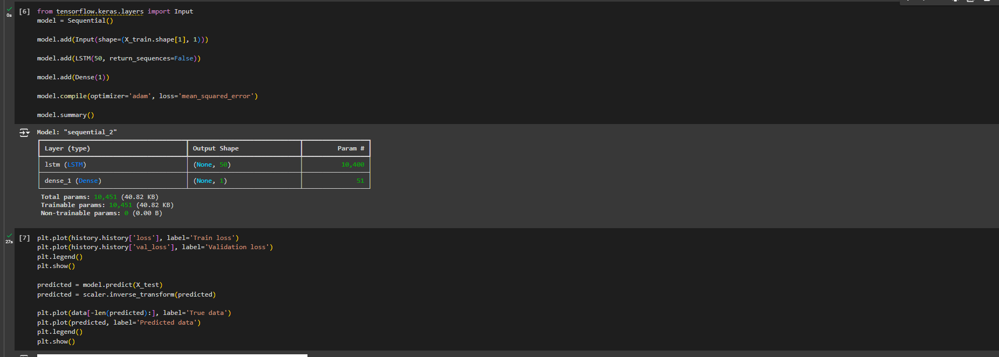 [6] from tensorflow.keras.layers import Input
0s
model = Sequential()
model.add(Input(shape=(X_train.shape[1], 1)))
model.add(LSTM(50, return_sequences=False))
model.add(Dense(1))
model.compile(optimizer='adam', loss='mean_squared_error')
model.summary()
Model: "sequential_2"
Layer (type) Output Shape Param #
lstm (LSTM) (None, 50) 10,400
dense_1 (Dense) (None, 1) 51
Total params: 10,451 (40.82 KB)
Trainable params: 10,451 (40.82 KB)
Non-trainable params: 0 (0.00 B)
[7] plt.plot(history.history['loss'], label='Train loss')
27s
plt.plot(history.history['val_loss'], label='Validation loss')
plt.legend()
plt.show()
predicted = model.predict(X_test)
predicted = scaler.inverse_transform(predicted)
plt.plot(data[-len(predicted):], label='True data')
plt.plot(predicted, label='Predicted data')
plt.legend()
plt.show()